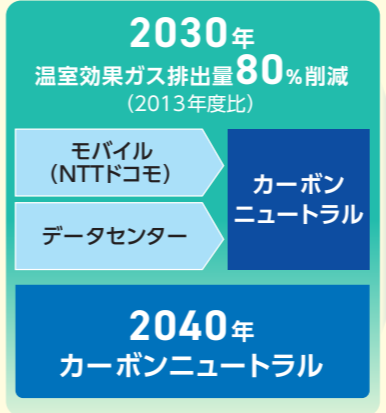 2030年
温室効果ガス排出量80%削減
(2013年度比)
モバイル
(NTTドコモ)
データセンター
カーボン
ニュートラル
2040年
カーボンニュートラル